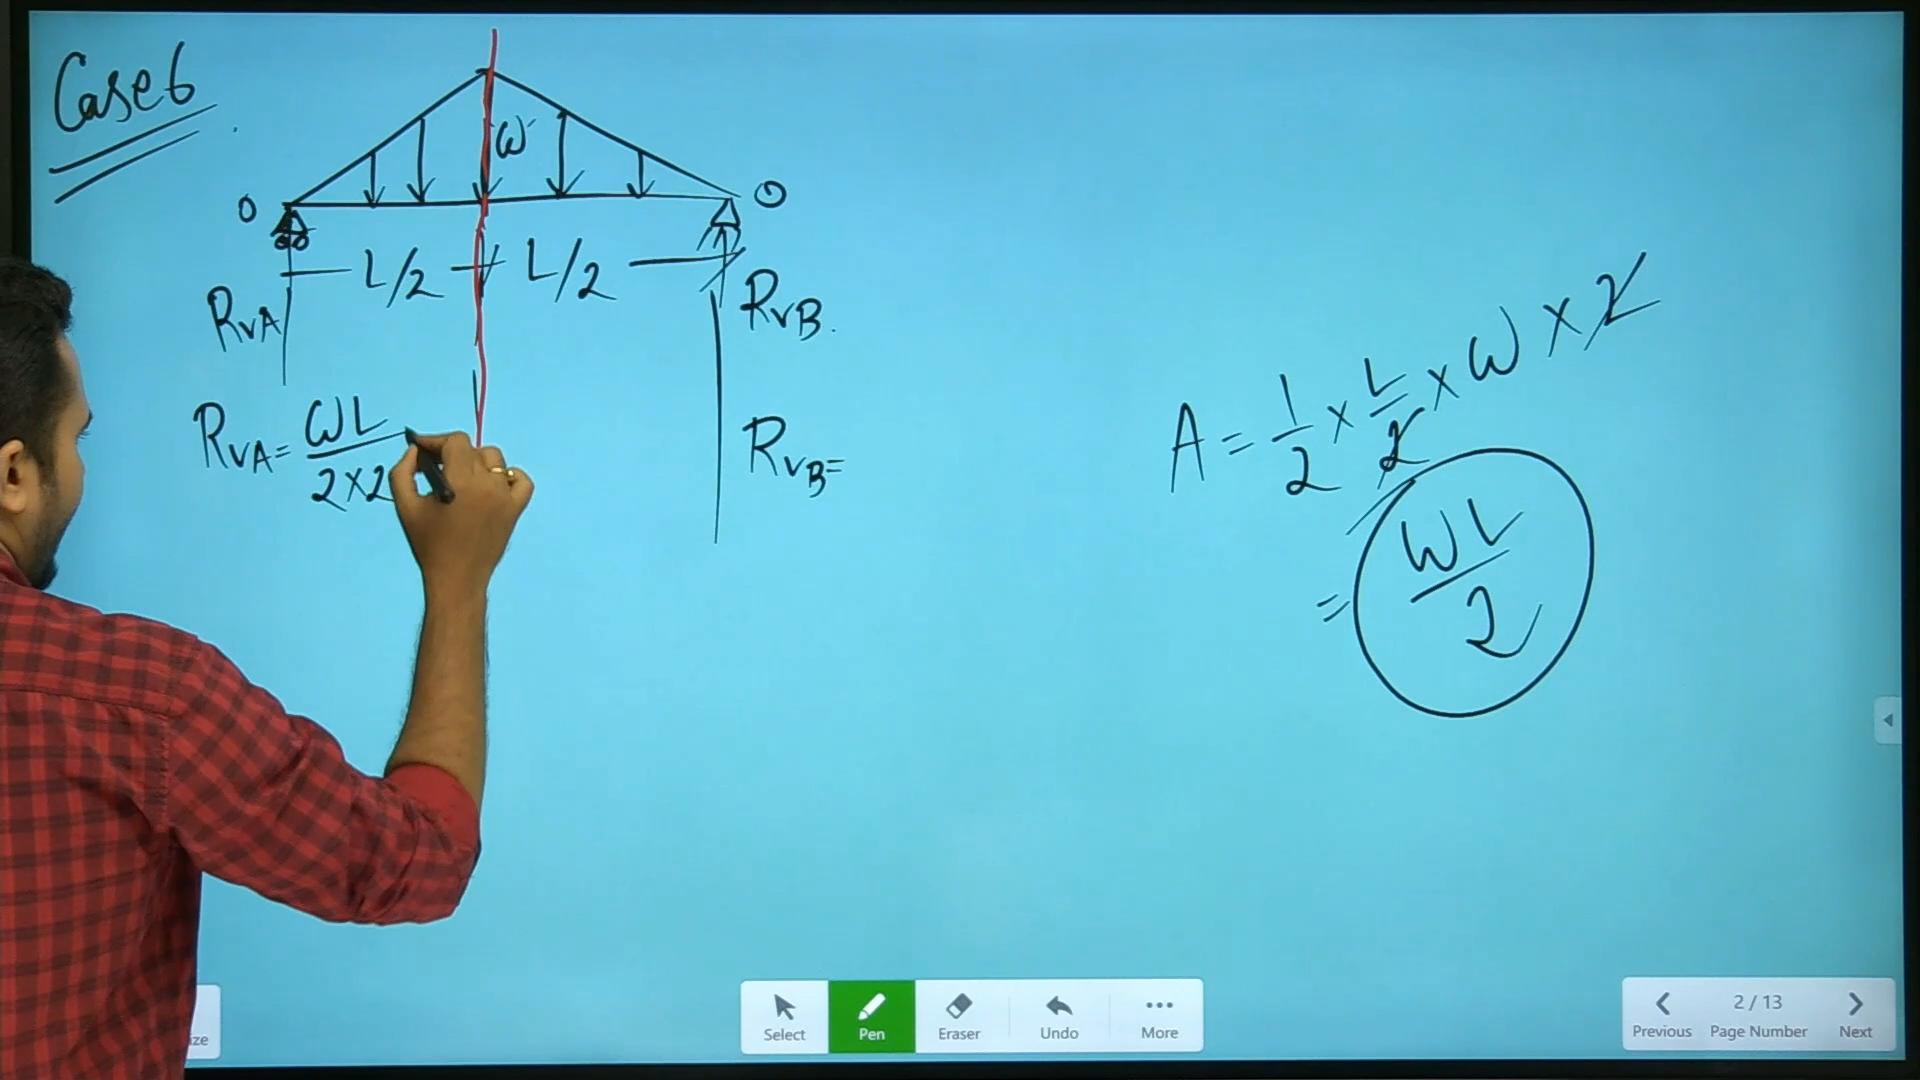 Case 6
ω
0
0
L/2
L/2
RVA
RVB.
RVA = ωL / 2×2
RVB =
A = 1/2 × L/2 × ω × 2
= ωL / 2
Select
Pen
Eraser
Undo
More
ize
2 / 13
Previous
Page Number
Next